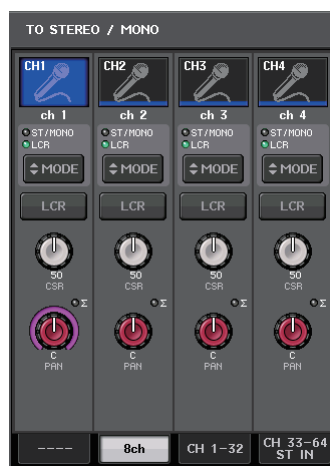 TO STEREO / MONO
CH1 CH2 CH3 CH4
ch 1 ch 2 ch 3 ch 4
ST/MONO ST/MONO ST/MONO ST/MONO
LCR LCR LCR LCR
MODE MODE MODE MODE
LCR LCR LCR LCR
50 50 50 50
CSR CSR CSR CSR
Σ Σ Σ Σ
C C C C
PAN PAN PAN PAN
---- 8ch CH 1-32 CH 33-64
ST IN